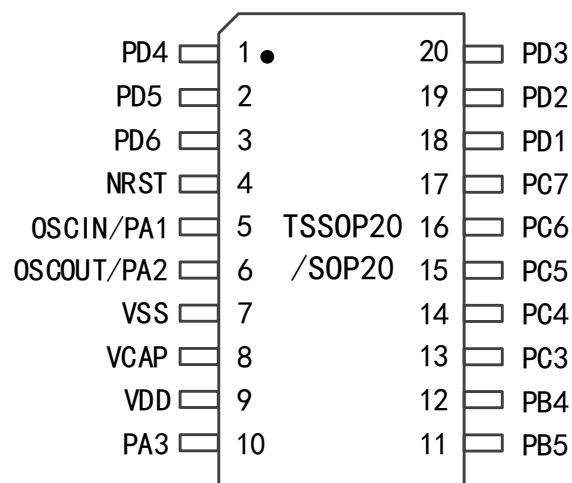 PD4 1 20 PD3
PD5 2 19 PD2
PD6 3 18 PD1
NRST 4 17 PC7
OSCIN/PA1 5 TSSOP20 16 PC6
OSCOUT/PA2 6 /SOP20 15 PC5
VSS 7 14 PC4
VCAP 8 13 PC3
VDD 9 12 PB4
PA3 10 11 PB5